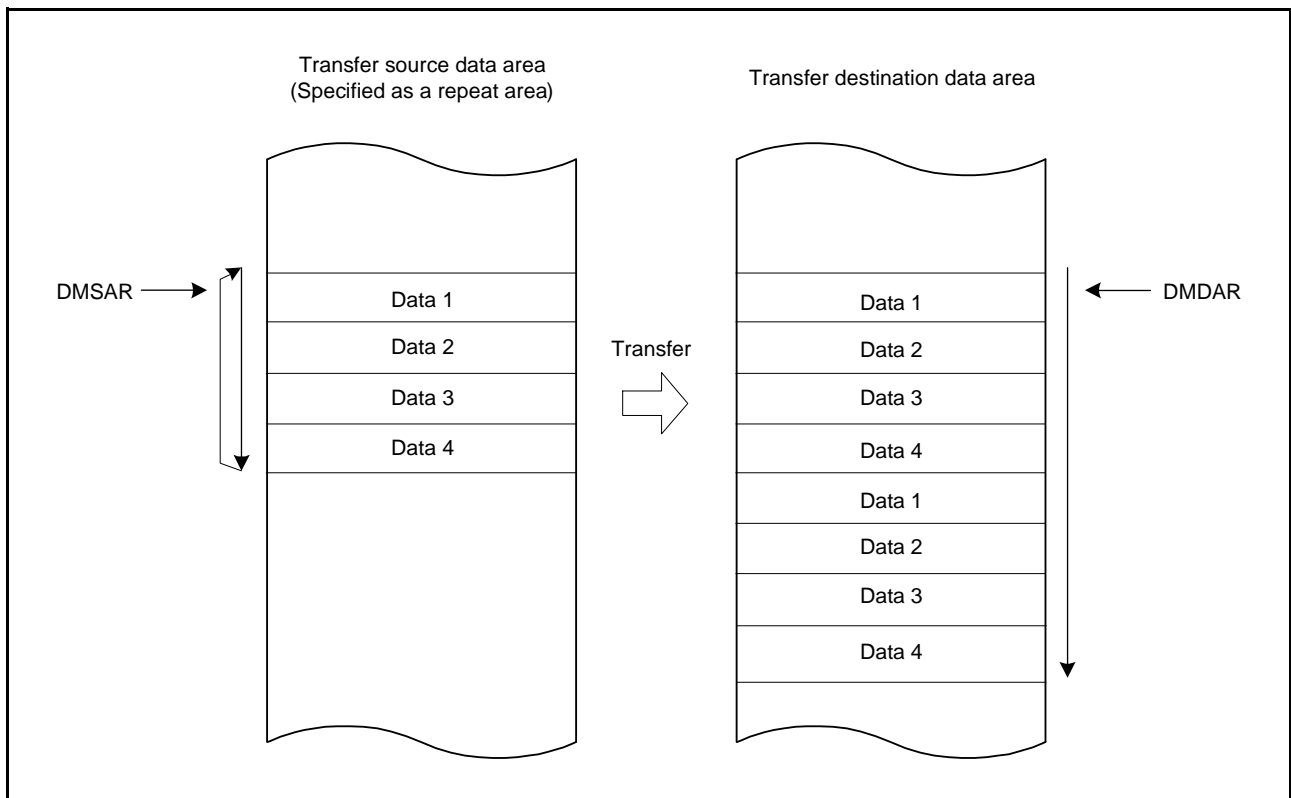 Transfer source data area
(Specified as a repeat area)
Transfer destination data area
DMSAR
Data 1
Data 2
Data 3
Data 4
Transfer
Data 1
Data 2
Data 3
Data 4
Data 1
Data 2
Data 3
Data 4
DMDAR